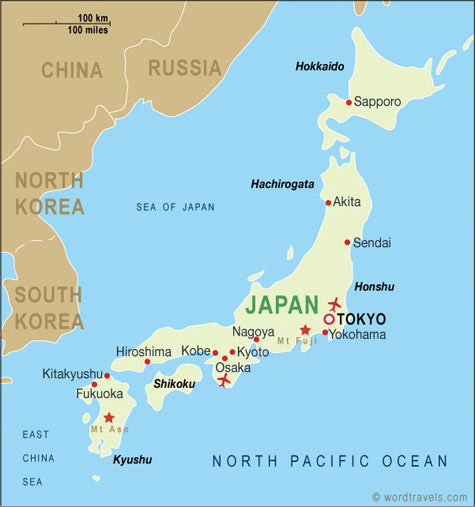 100 km
100 miles
CHINA
RUSSIA
Hokkaido
Sapporo
NORTH
KOREA
Hachirogata
SEA OF JAPAN
Akita
Sendai
SOUTH
KOREA
Honshu
JAPAN
TOKYO
Nagoya
Mt Fuji
Yokohama
Hiroshima
Kobe
Kyoto
Osaka
Kitakyushu
Shikoku
Fukuoka
Mt Aso
EAST
CHINA
SEA
Kyushu
NORTH PACIFIC OCEAN
© wordtravels.com